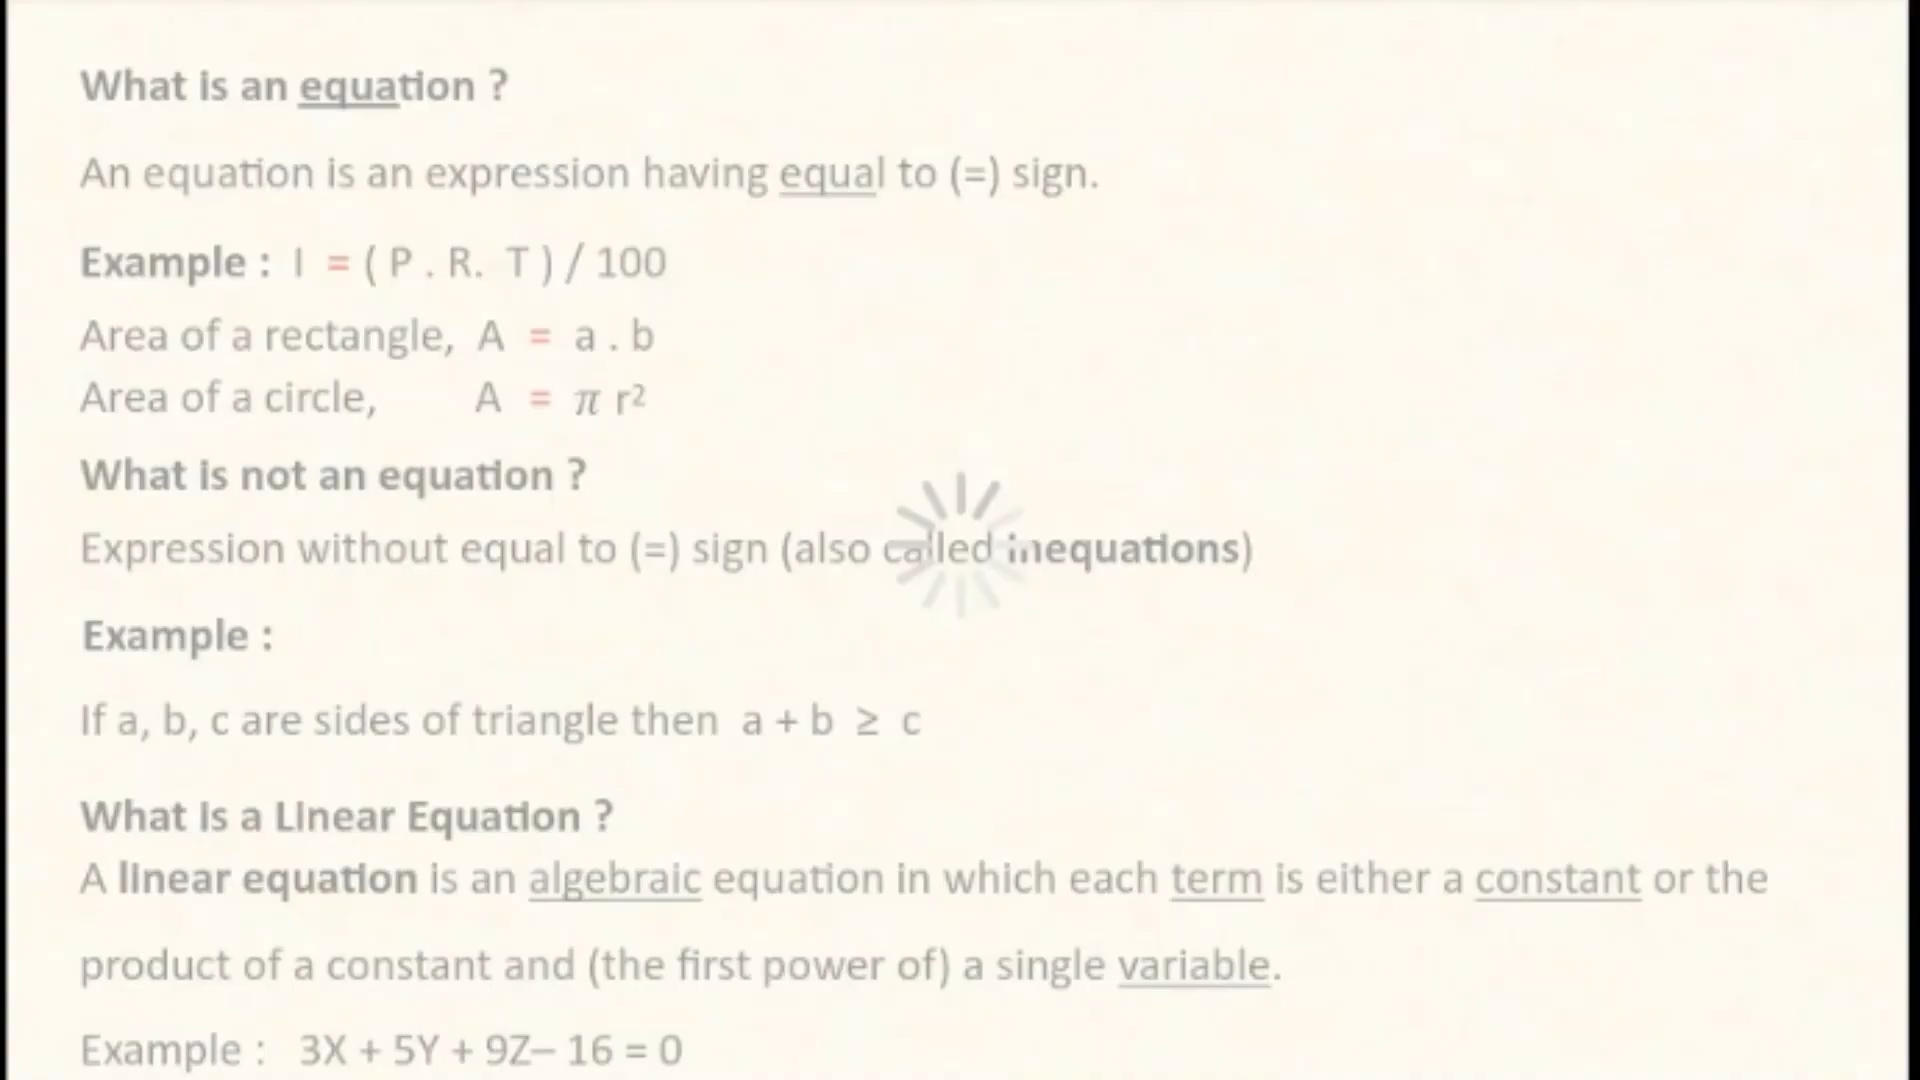 What is an equation ?
An equation is an expression having equal to (=) sign.
Example : I = ( P . R. T ) / 100
Area of a rectangle, A = a . b
Area of a circle, A = π r²
What is not an equation ?
Expression without equal to (=) sign (also called inequations)
Example :
If a, b, c are sides of triangle then a + b ≥ c
What is a Linear Equation ?
A linear equation is an algebraic equation in which each term is either a constant or the
product of a constant and (the first power of) a single variable.
Example : 3X + 5Y + 9Z– 16 = 0